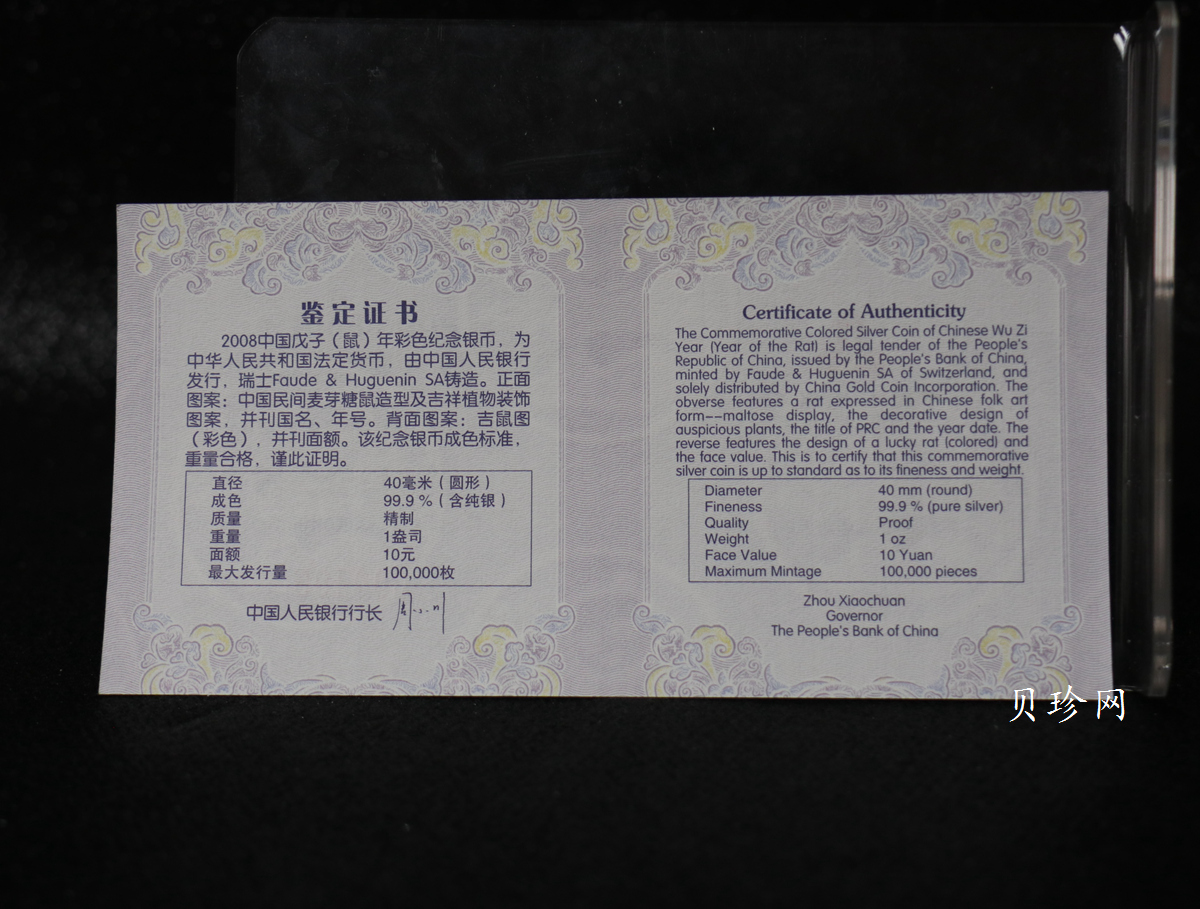 鉴定证书
2008中国戊子（鼠）年彩色纪念银币，为
中华人民共和国法定货币，由中国人民银行
发行，瑞士Faude & Huguenin SA铸造。正面
图案：中国民间麦芽糖鼠造型及吉祥植物装饰
图案，并刊国名、年号。背面图案：吉鼠图
（彩色），并刊面额。该纪念银币成色标准，
重量合格，谨此证明。
直径 40毫米（圆形）
成色 99.9 %（含纯银）
质量 精制
重量 1盎司
面额 10元
最大发行量 100,000枚
中国人民银行行长
Certificate of Authenticity
The Commemorative Colored Silver Coin of Chinese Wu Zi
Year (Year of the Rat) is legal tender of the People's
Republic of China, issued by the People's Bank of China,
minted by Faude & Huguenin SA of Switzerland, and
solely distributed by China Gold Coin Incorporation. The
obverse features a rat expressed in Chinese folk art
form--maltose display, the decorative design of
auspicious plants, the title of PRC and the year date. The
reverse features the design of a lucky rat (colored) and
the face value. This is to certify that this commemorative
silver coin is up to standard as to its fineness and weight.
Diameter 40 mm (round)
Fineness 99.9 % (pure silver)
Quality Proof
Weight 1 oz
Face Value 10 Yuan
Maximum Mintage 100,000 pieces
Zhou Xiaochuan
Governor
The People's Bank of China
贝珍网